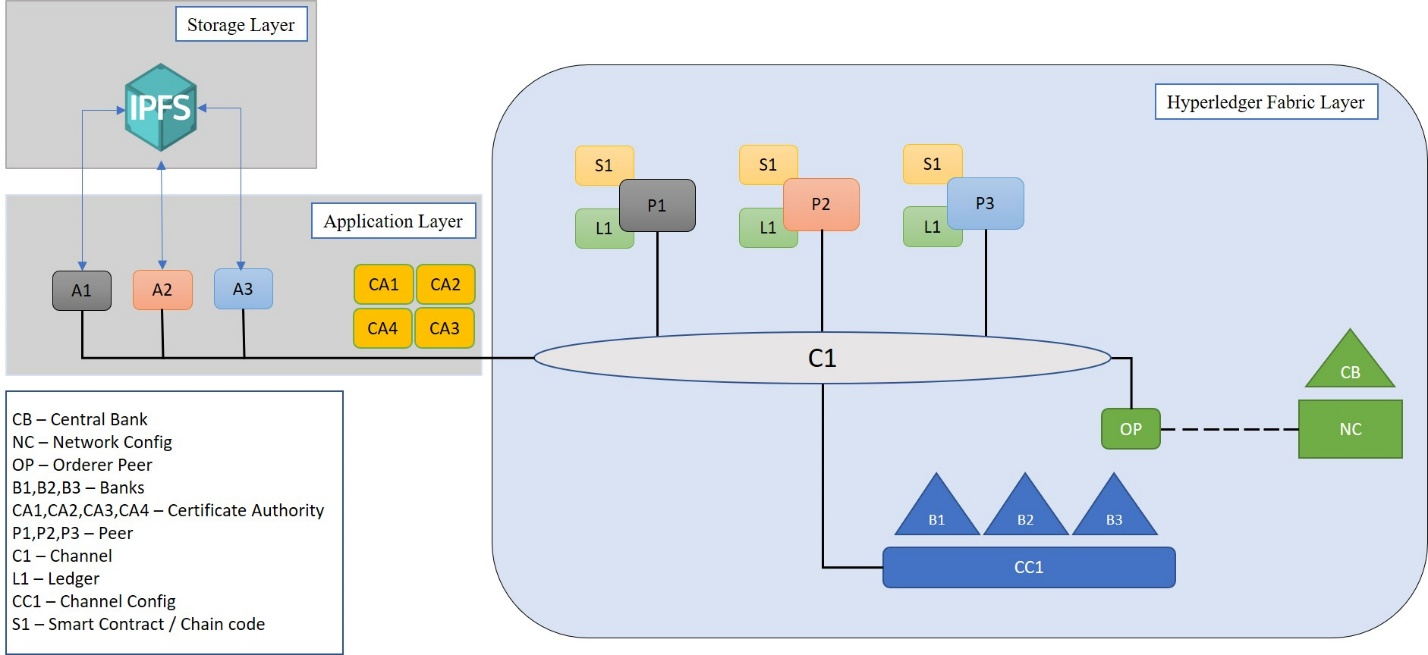 Storage Layer
IPFS
Application Layer
A1
A2
A3
CA1
CA2
CA4
CA3
Hyperledger Fabric Layer
S1
L1
P1
S1
L1
P2
S1
L1
P3
C1
CB
OP
NC
B1
B2
B3
CC1
CB – Central Bank
NC – Network Config
OP – Orderer Peer
B1,B2,B3 – Banks
CA1,CA2,CA3,CA4 – Certificate Authority
P1,P2,P3 – Peer
C1 – Channel
L1 – Ledger
CC1 – Channel Config
S1 – Smart Contract / Chain code